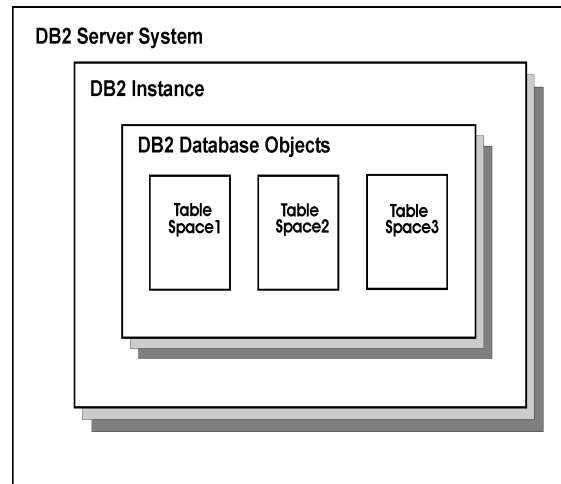 DB2 Server System
DB2 Instance
DB2 Database Objects
Table
Space1
Table
Space2
Table
Space3